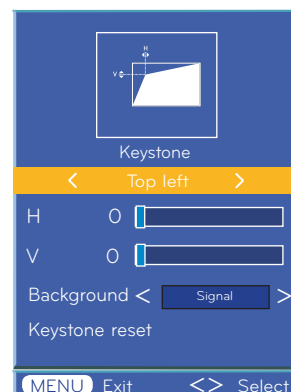 H
V
Keystone
< Top left >
H 0
V 0
Background < Signal >
Keystone reset
MENU Exit <> Select